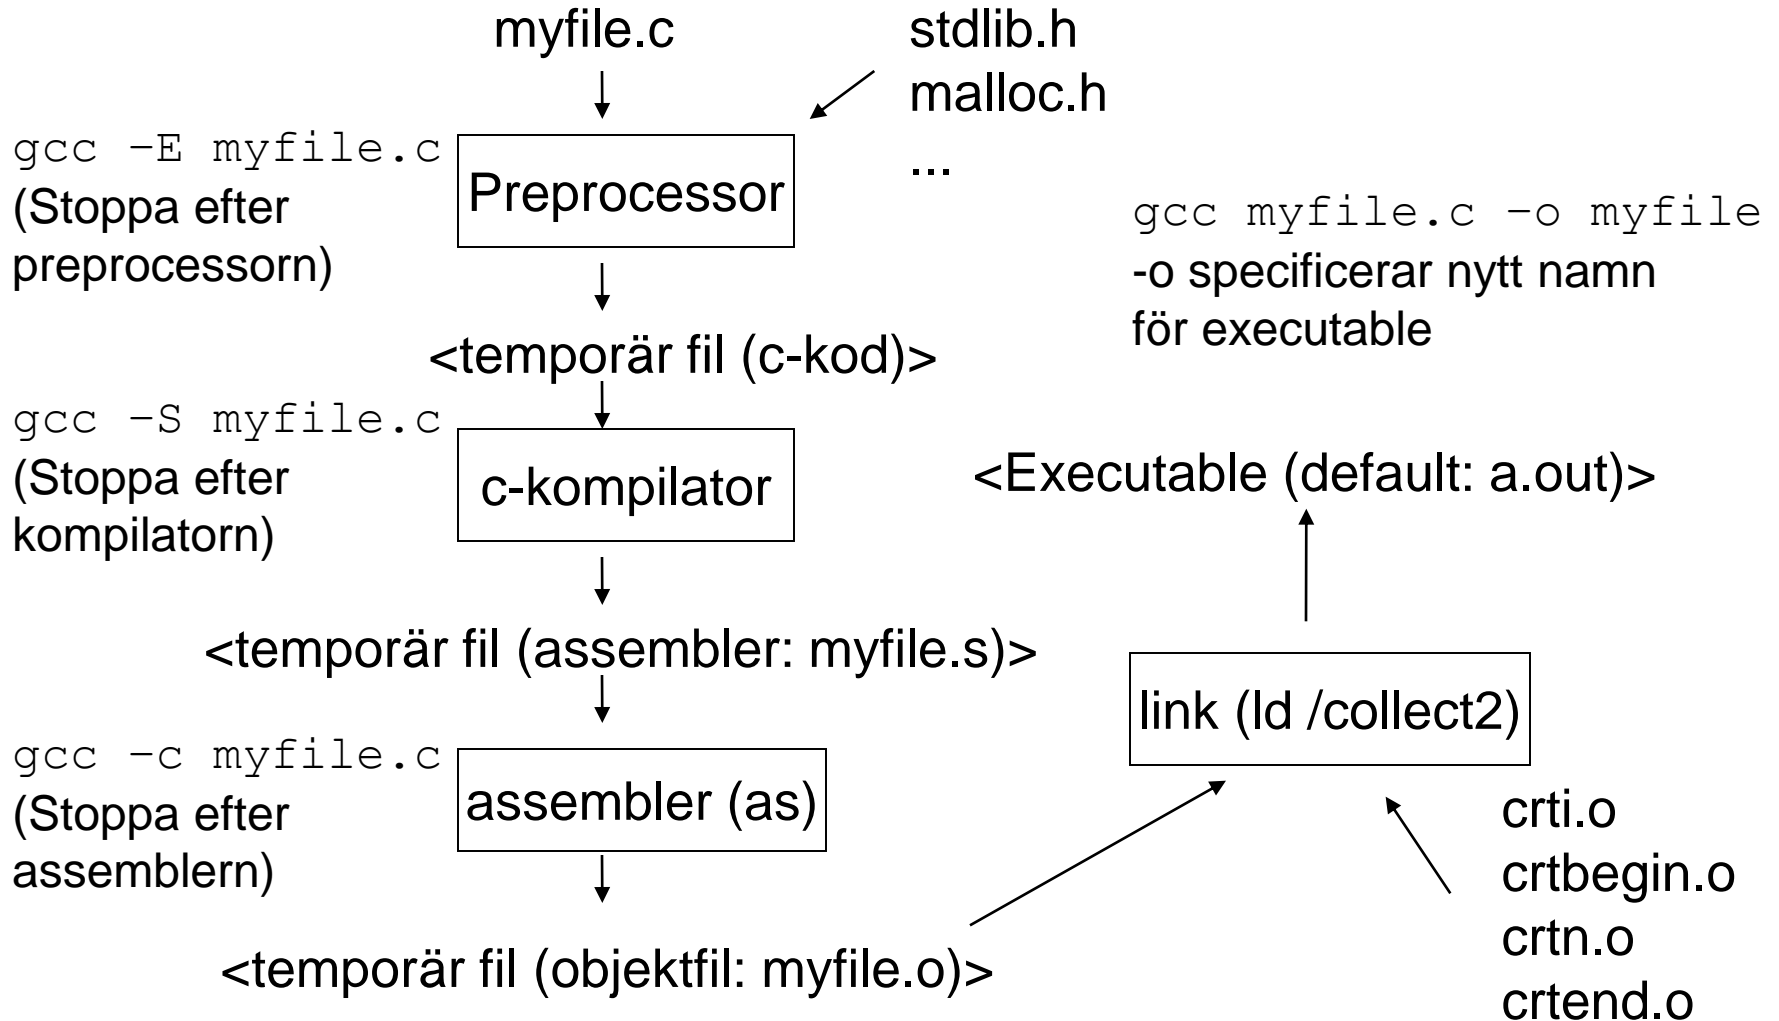 myfile.c
stdlib.h
malloc.h
...
gcc –E myfile.c
(Stoppa efter
preprocessorn)
Preprocessor
gcc myfile.c –o myfile
-o specificerar nytt namn
för executable
<temporär fil (c-kod)>
gcc –S myfile.c
(Stoppa efter
kompilatorn)
c-kompilator
<Executable (default: a.out)>
<temporär fil (assembler: myfile.s)>
link (ld /collect2)
gcc –c myfile.c
(Stoppa efter
assemblern)
assembler (as)
crti.o
crtbegin.o
crtn.o
crtend.o
<temporär fil (objektfil: myfile.o)>